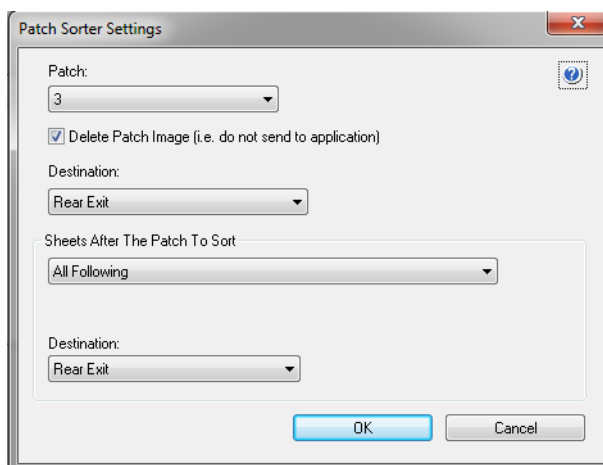 Patch Sorter Settings
Patch:
3
Delete Patch Image (i.e. do not send to application)
Destination:
Rear Exit
Sheets After The Patch To Sort
All Following
Destination:
Rear Exit
OK
Cancel